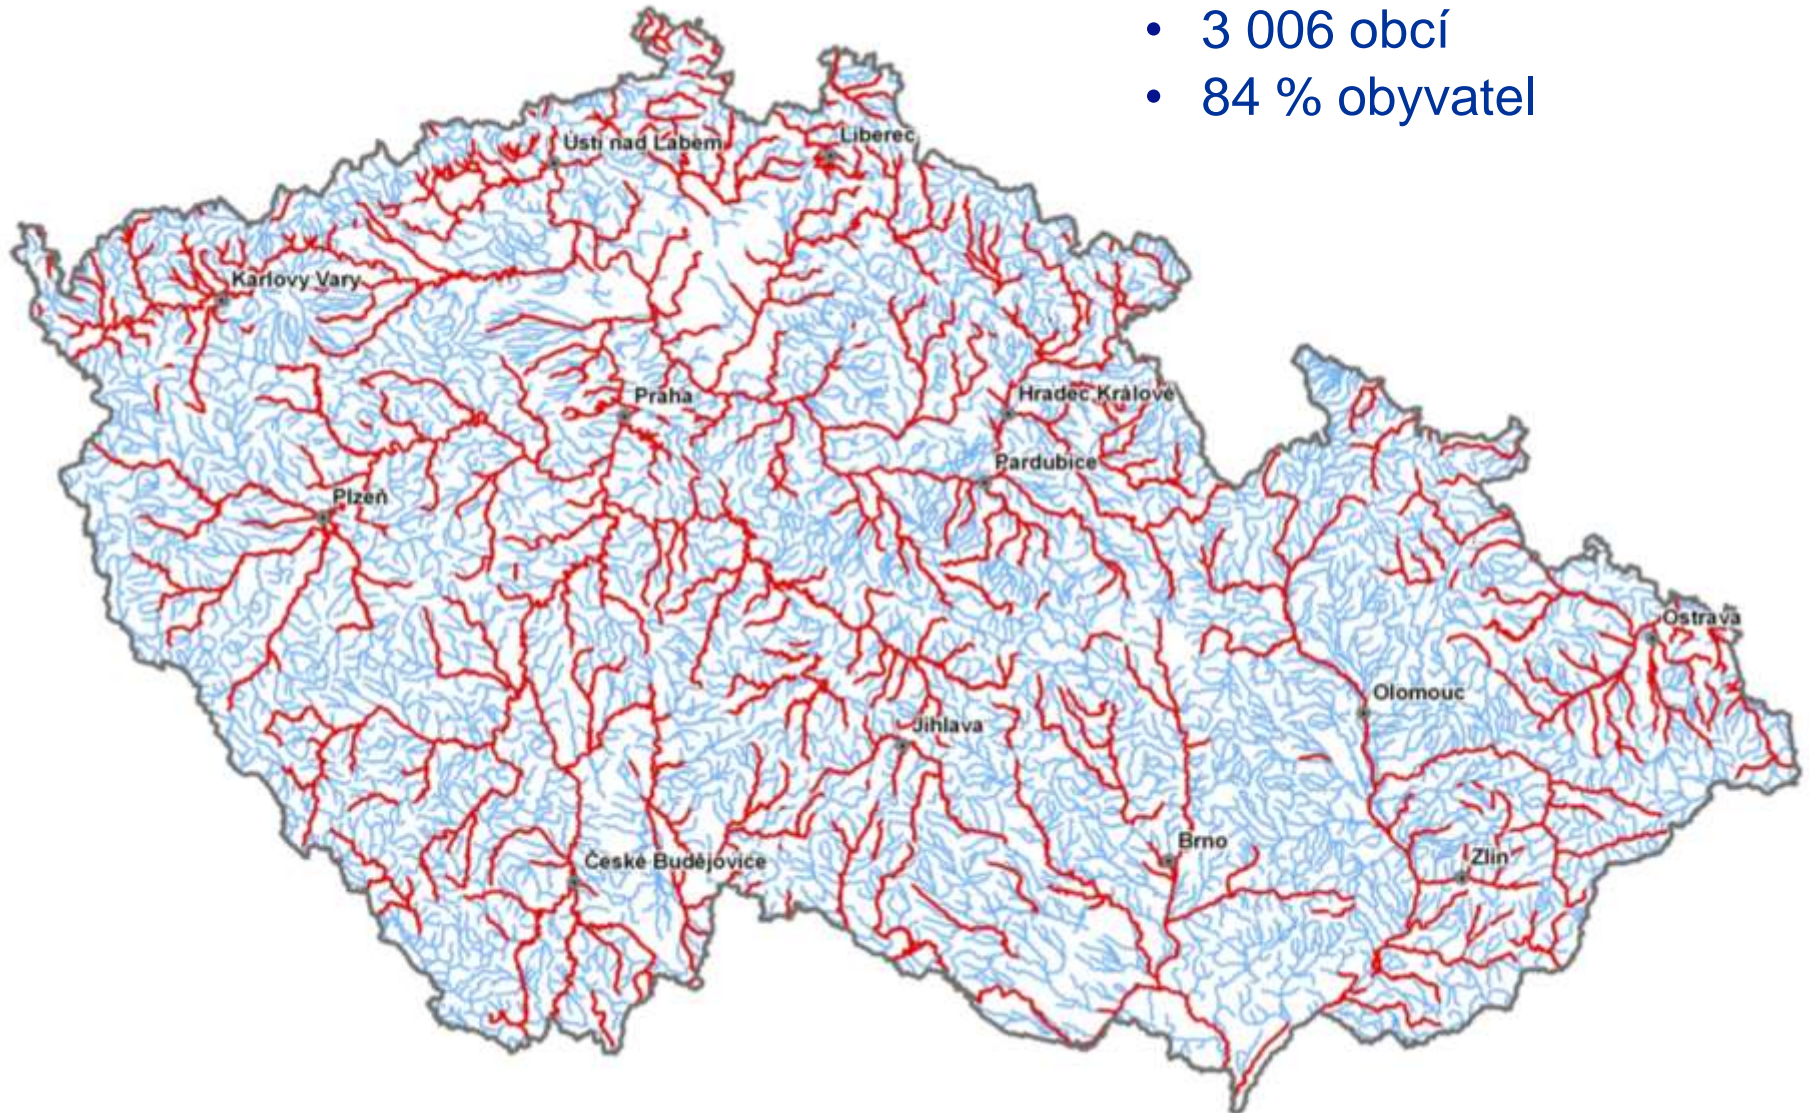 • 3 006 obcí
• 84 % obyvatel
Ústí nad Labem
Liberec
Karlovy Vary
Praha
Hradec Králové
Pardubice
Plzeň
Ostrava
Olomouc
Jihlava
Brno
České Budějovice
Zlín